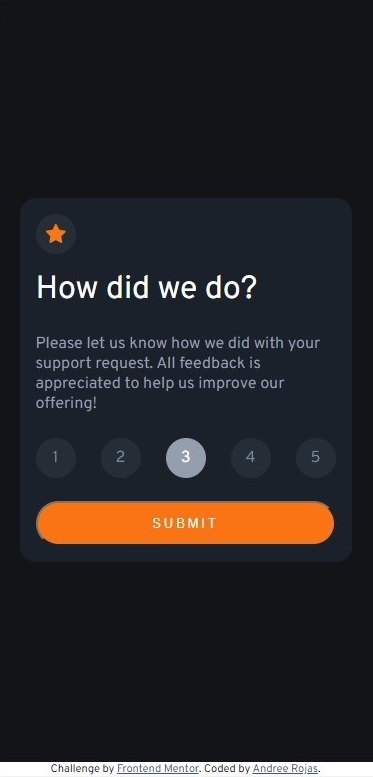 How did we do?
Please let us know how we did with your
support request. All feedback is
appreciated to help us improve our
offering!
1 2 3 4 5
SUBMIT
Challenge by Frontend Mentor. Coded by Andree Rojas.